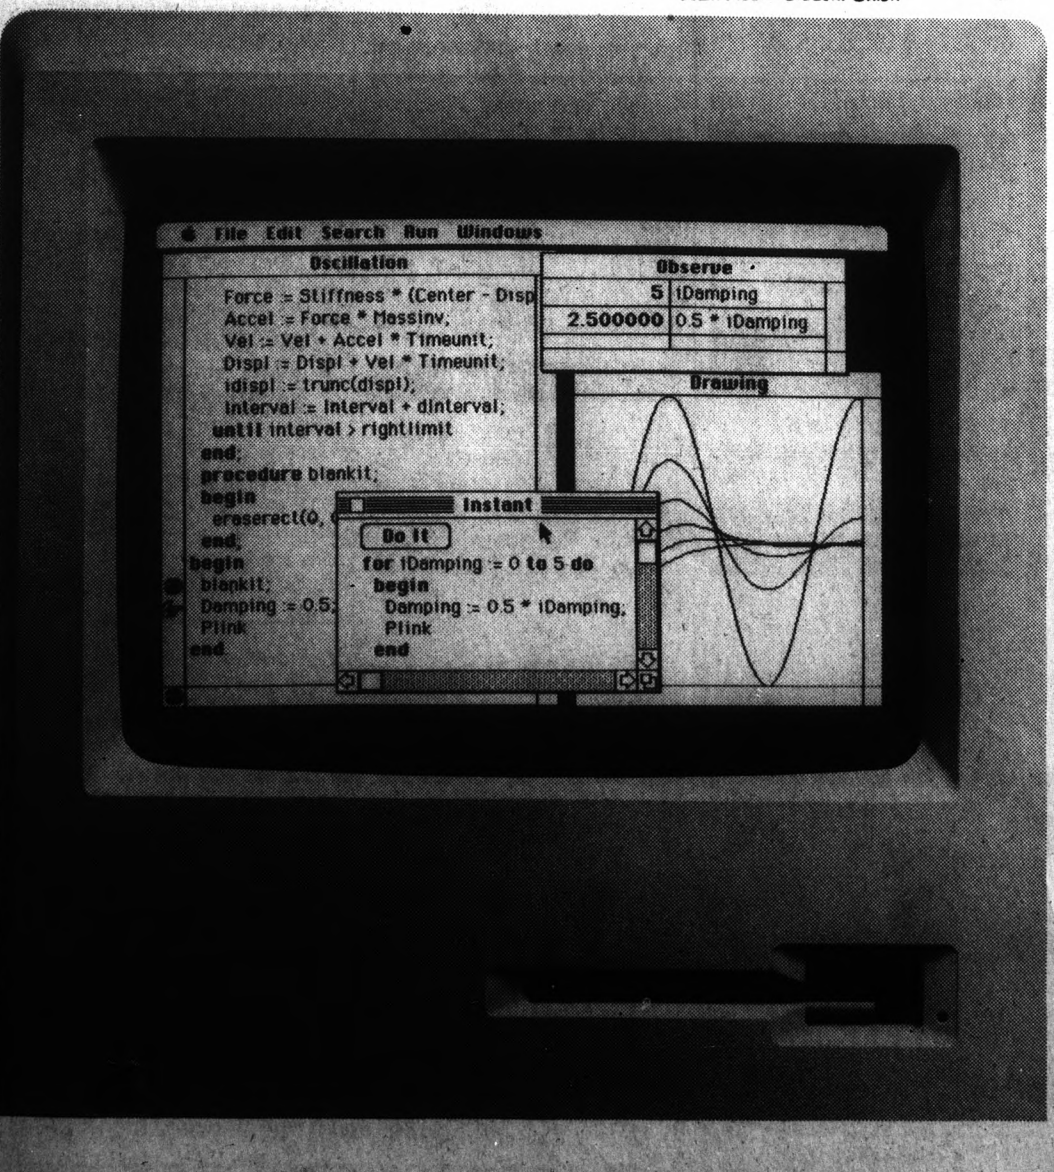 File Edit Search Run Windows
Oscillation
Force := Stiffness * (Center - Disp
Accel := Force * Massinv;
Vel := Vel + Accel * Timeunit;
Displ := Displ + Vel * Timeunit;
idispl := trunc(displ);
Interval := Interval + dInterval;
until interval > rightlimit
end;
procedure blankit;
begin
eraserect(0,
end;
begin
blankit;
Damping := 0.5;
Plink
end.
Observe
5 iDamping
2.500000 0.5 * iDamping
Drawing
Instant
Do It
for iDamping := 0 to 5 do
begin
Damping := 0.5 * iDamping;
Plink
end